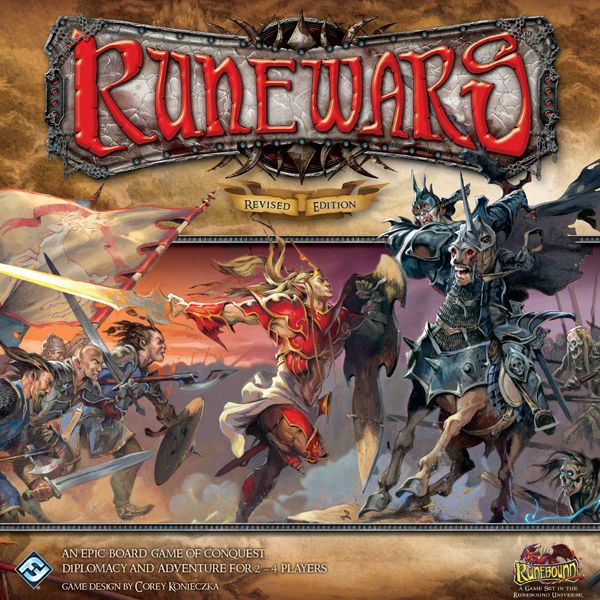 RUNEWARS
REVISED EDITION
AN EPIC BOARD GAME OF CONQUEST,
DIPLOMACY AND ADVENTURE FOR 2 – 4 PLAYERS
GAME DESIGN BY COREY KONIECZKA
RUNEBOUND
A GAME SET IN THE
RUNEBOUND UNIVERSE.